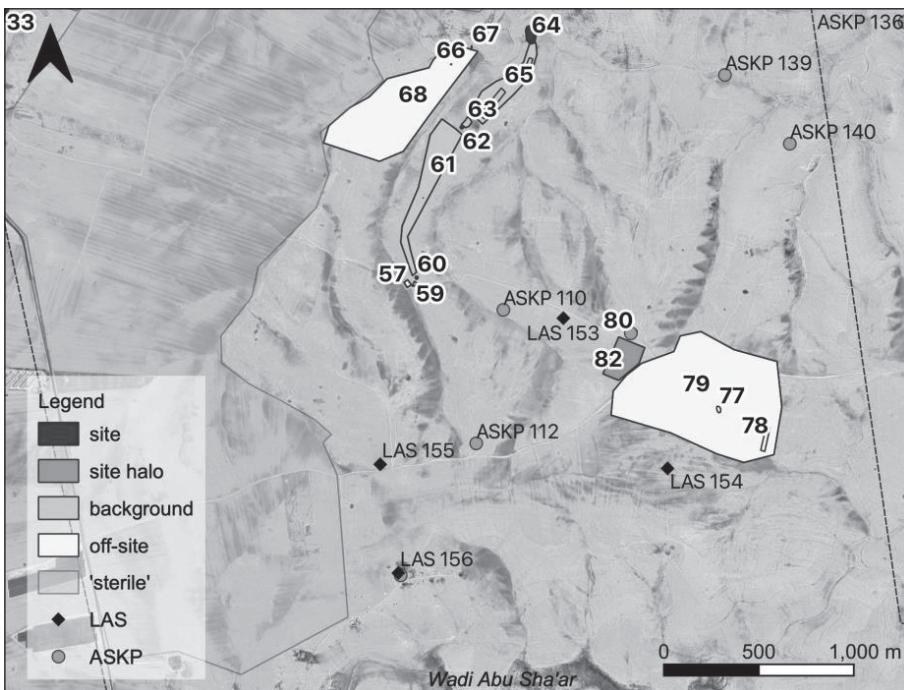 33
64
ASKP 136
67
66
ASKP 139
65
68
63
ASKP 140
62
61
60
57
59
ASKP 110
80
LAS 153
82
79
77
78
Legend
site
site halo
background
off-site
'sterile'
LAS
ASKP
ASKP 112
LAS 155
LAS 154
LAS 156
0 500 1,000 m
Wadi Abu Sha'ar